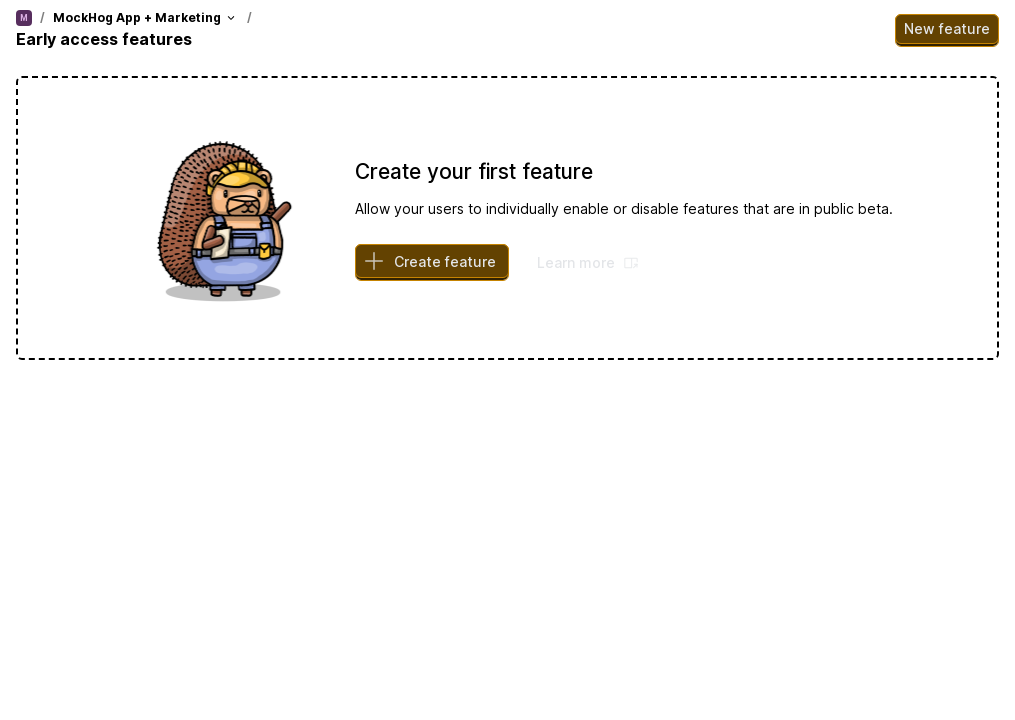 M / MockHog App + Marketing /
Early access features
New feature
Create your first feature
Allow your users to individually enable or disable features that are in public beta.
Create feature
Learn more